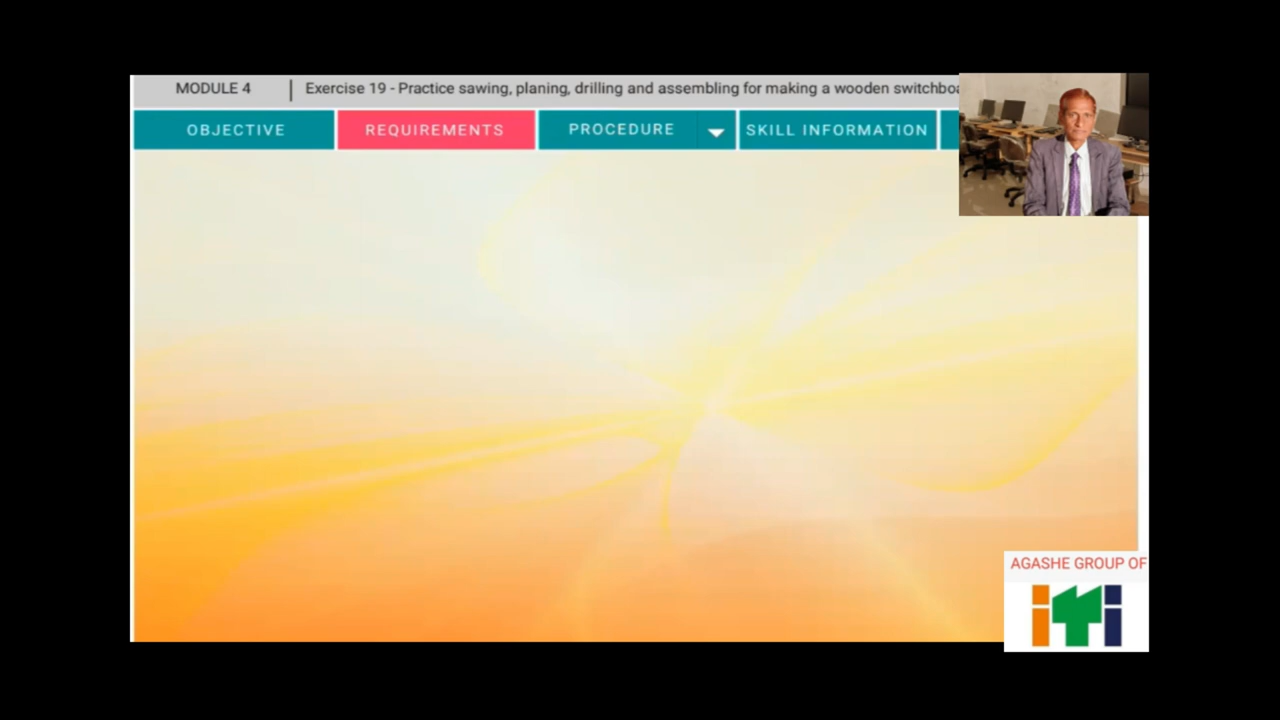 MODULE 4
Exercise 19 - Practice sawing, planing, drilling and assembling for making a wooden
OBJECTIVE
REQUIREMENTS
PROCEDURE
SKILL INFORMATION
AGASHE GROUP OF
iTi